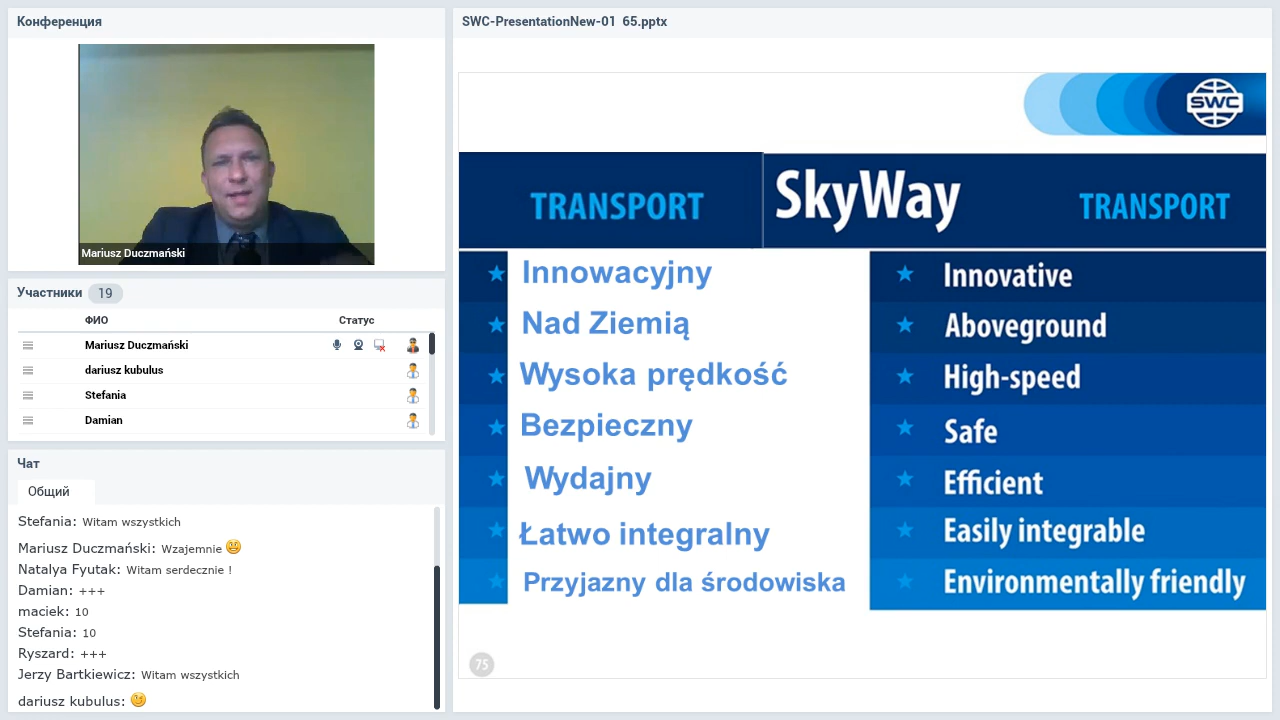 Конференция
Mariusz Duczmański
Участники 19
ФИО Статус
Mariusz Duczmański
dariusz kubulus
Stefania
Damian
Чат
Общий
Stefania: Witam wszystkich
Mariusz Duczmański: Wzajemnie
Natalya Fyutak: Witam serdecznie !
Damian: +++
maciek: 10
Stefania: 10
Ryszard: +++
Jerzy Bartkiewicz: Witam wszystkich
dariusz kubulus:
SWC-PresentationNew-01 65.pptx
SWC
TRANSPORT SkyWay TRANSPORT
Innowacyjny Innovative
Nad Ziemią Aboveground
Wysoka prędkość High-speed
Bezpieczny Safe
Wydajny Efficient
Łatwo integralny Easily integrable
Przyjazny dla środowiska Environmentally friendly
75